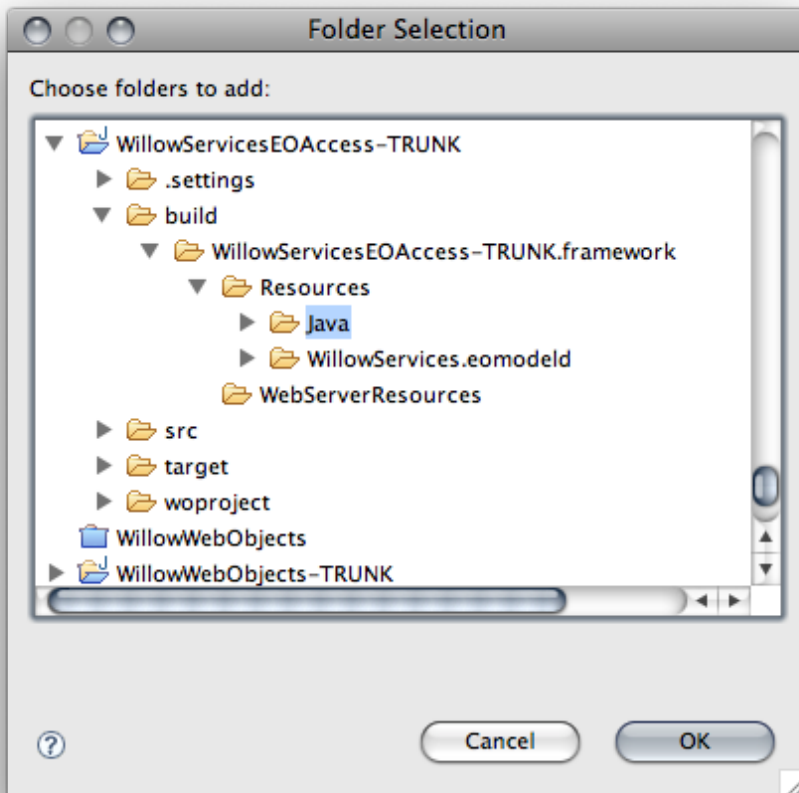 Folder Selection
Choose folders to add:
WillowServicesEOAccess-TRUNK
.settings
build
WillowServicesEOAccess-TRUNK.framework
Resources
Java
WillowServices.eomodeld
WebServerResources
src
target
woproject
WillowWebObjects
WillowWebObjects-TRUNK
?
Cancel
OK